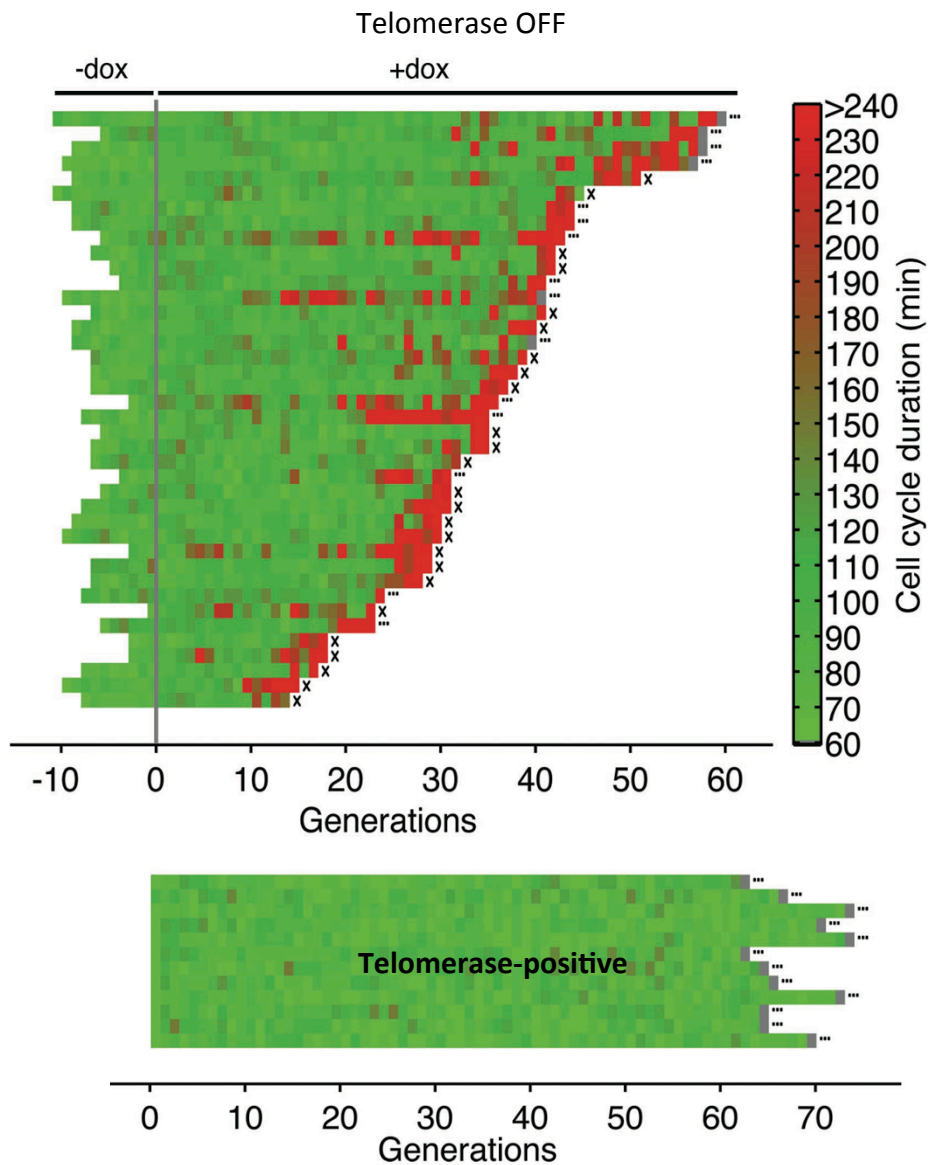 Telomerase OFF
-dox
+dox
>240
230
220
210
200
190
180
170
160
150
140
130
120
110
100
90
80
70
60
Cell cycle duration (min)
-10 0 10 20 30 40 50 60
Generations
Telomerase-positive
0 10 20 30 40 50 60 70
Generations